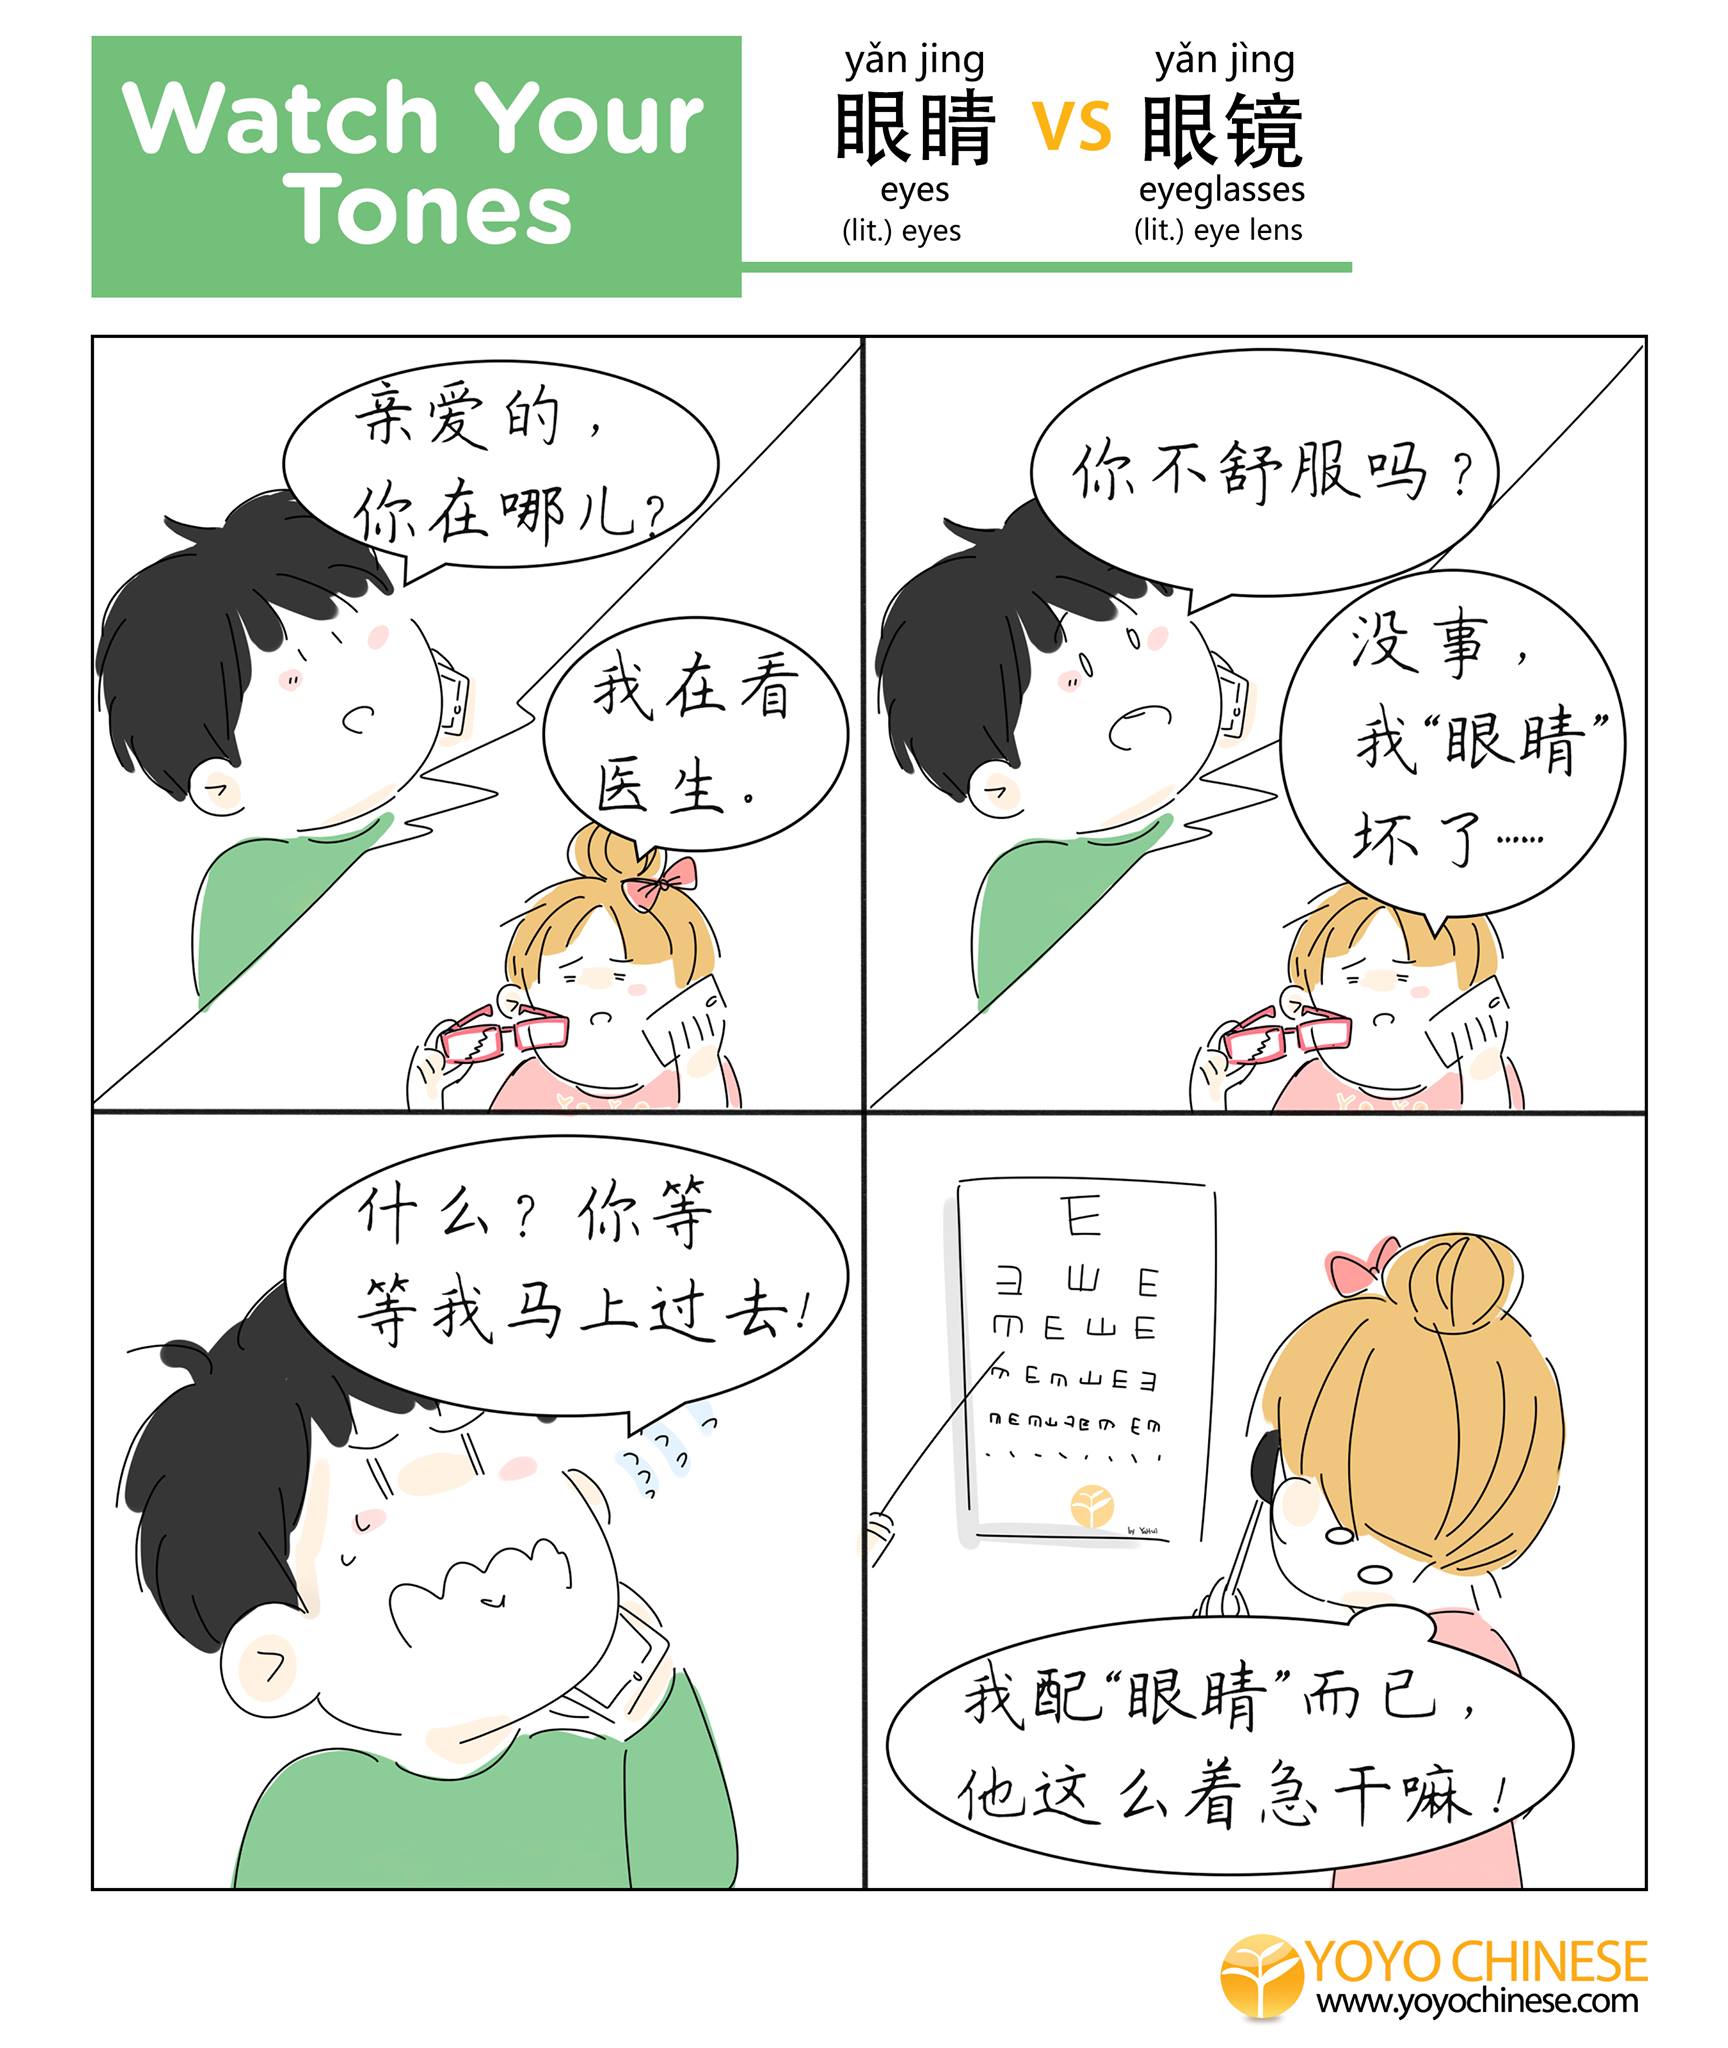 Watch Your
Tones
yǎn jing
眼睛
eyes
(lit.) eyes
VS
yǎn jìng
眼镜
eyeglasses
(lit.) eye lens
亲爱的，
你在哪儿？
我在看
医生。
YOYO
你不舒服吗？
没事，
我“眼睛”
坏了……
YOYO
什么？你等
等我马上过去！
E
E E E
E E E E
E E E E E E
我配“眼睛”而已，
他这么着急干嘛！
YOYO CHINESE
www.yoyochinese.com